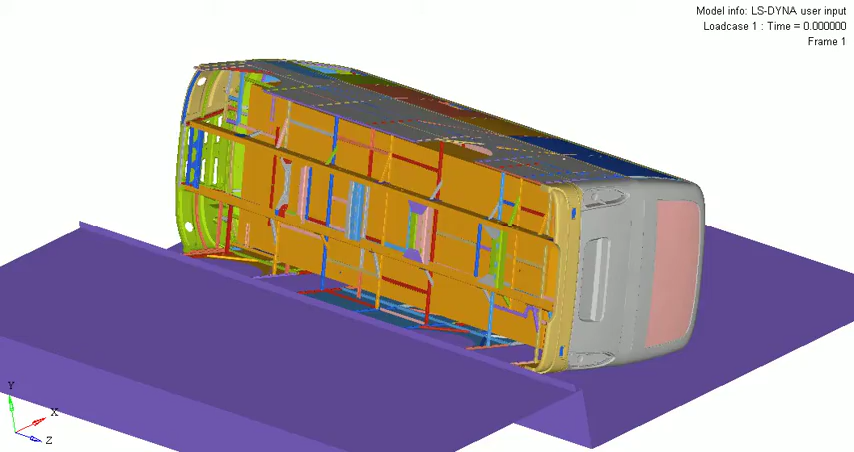 Model info: LS-DYNA user input
Loadcase 1 : Time = 0.000000
Frame 1
Y
X
Z